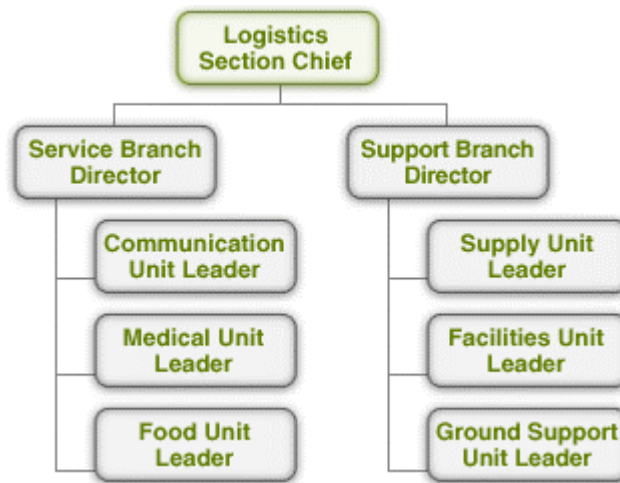 Logistics
Section Chief
Service Branch
Director
Support Branch
Director
Communication
Unit Leader
Supply Unit
Leader
Medical Unit
Leader
Facilities Unit
Leader
Food Unit
Leader
Ground Support
Unit Leader